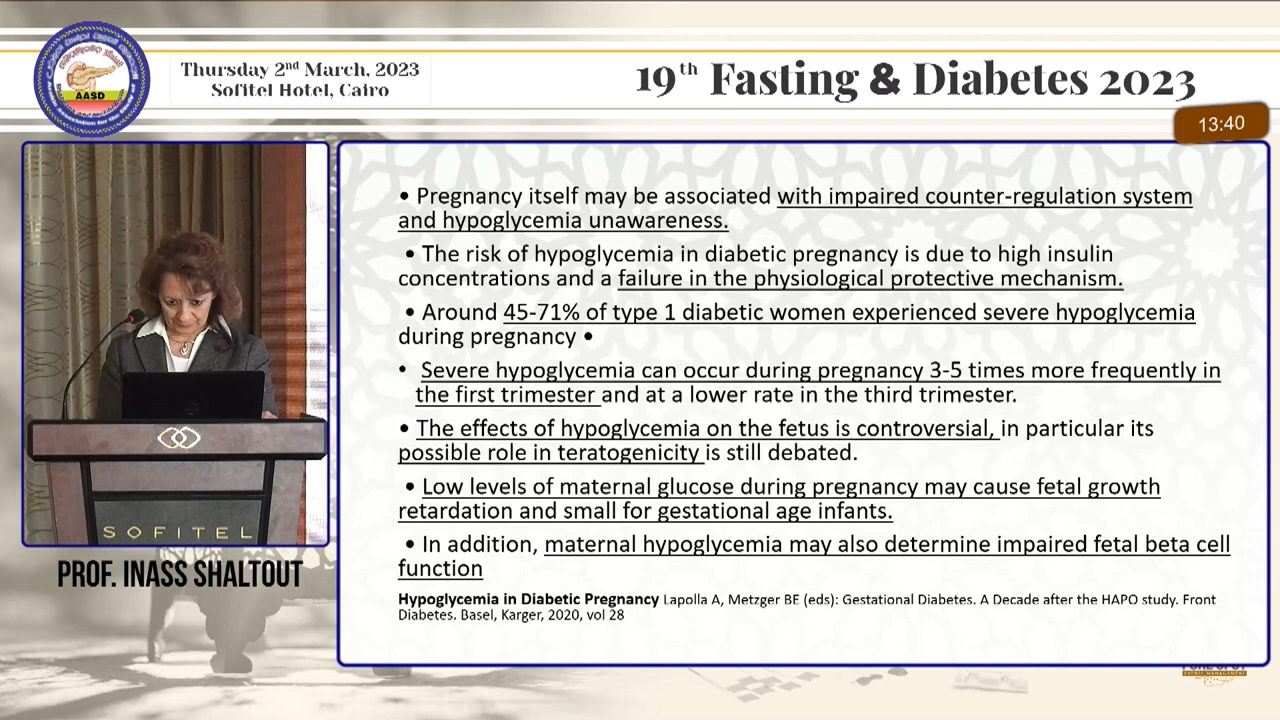 Thursday 2nd March, 2023
Sofitel Hotel, Cairo
19th Fasting & Diabetes 2023
AASD
13:40
• Pregnancy itself may be associated with impaired counter-regulation system
and hypoglycemia unawareness.
• The risk of hypoglycemia in diabetic pregnancy is due to high insulin
concentrations and a failure in the physiological protective mechanism.
• Around 45-71% of type 1 diabetic women experienced severe hypoglycemia
during pregnancy •
• Severe hypoglycemia can occur during pregnancy 3-5 times more frequently in
the first trimester and at a lower rate in the third trimester.
• The effects of hypoglycemia on the fetus is controversial, in particular its
possible role in teratogenicity is still debated.
• Low levels of maternal glucose during pregnancy may cause fetal growth
retardation and small for gestational age infants.
• In addition, maternal hypoglycemia may also determine impaired fetal beta cell
function
Hypoglycemia in Diabetic Pregnancy Lapolla A, Metzger BE (eds): Gestational Diabetes. A Decade after the HAPO study. Front
Diabetes. Basel, Karger, 2020, vol 28
SOFITEL
PROF. INASS SHALTOUT